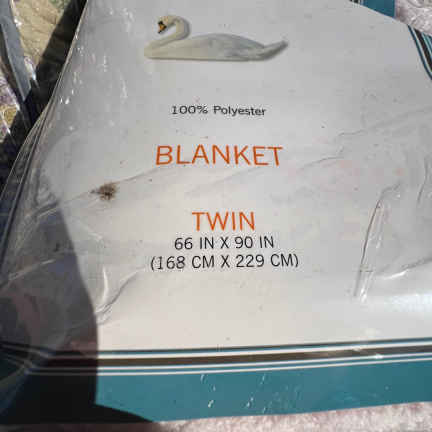 100% Polyester
BLANKET
TWIN
66 IN X 90 IN
(168 CM X 229 CM)